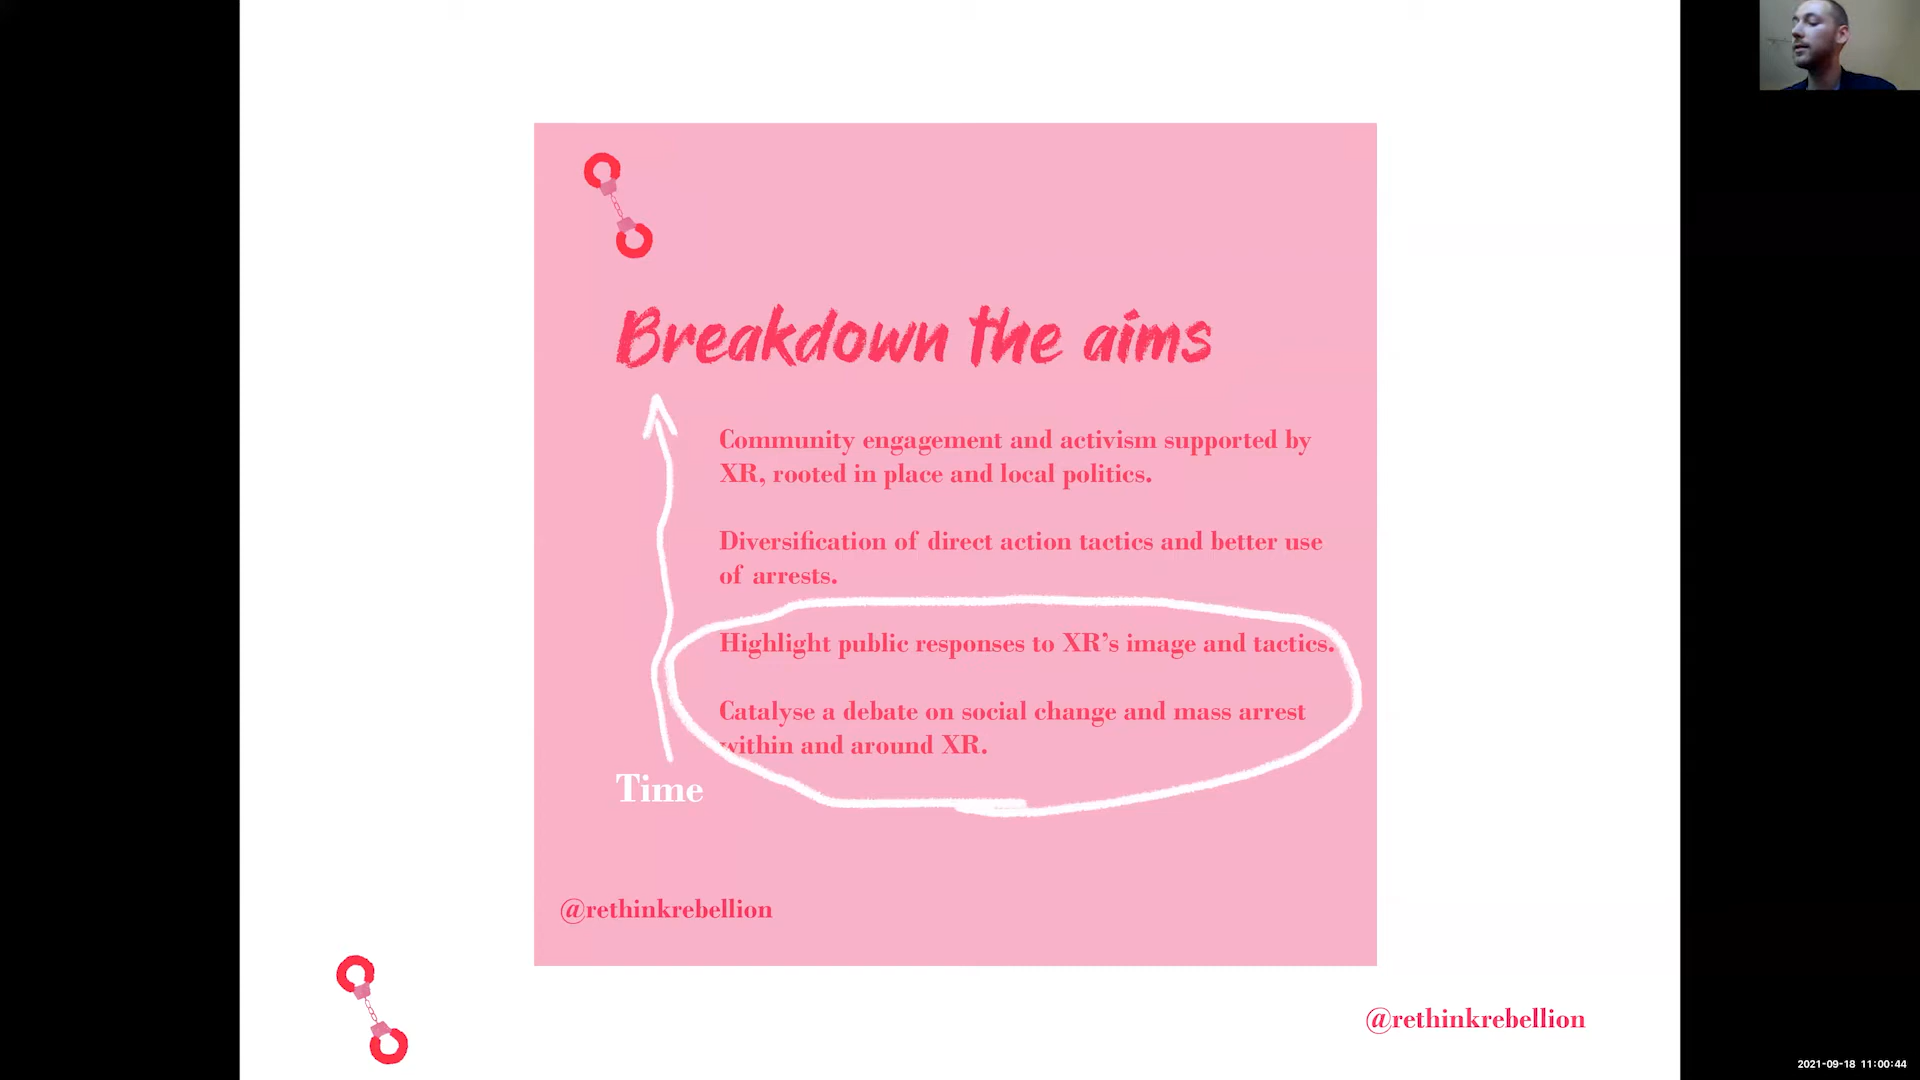 Breakdown the aims
Community engagement and activism supported by
XR, rooted in place and local politics.
Diversification of direct action tactics and better use
of arrests.
Highlight public responses to XR’s image and tactics.
Catalyse a debate on social change and mass arrest
within and around XR.
Time
@rethinkrebellion
@rethinkrebellion
2021-09-18 11:00:44